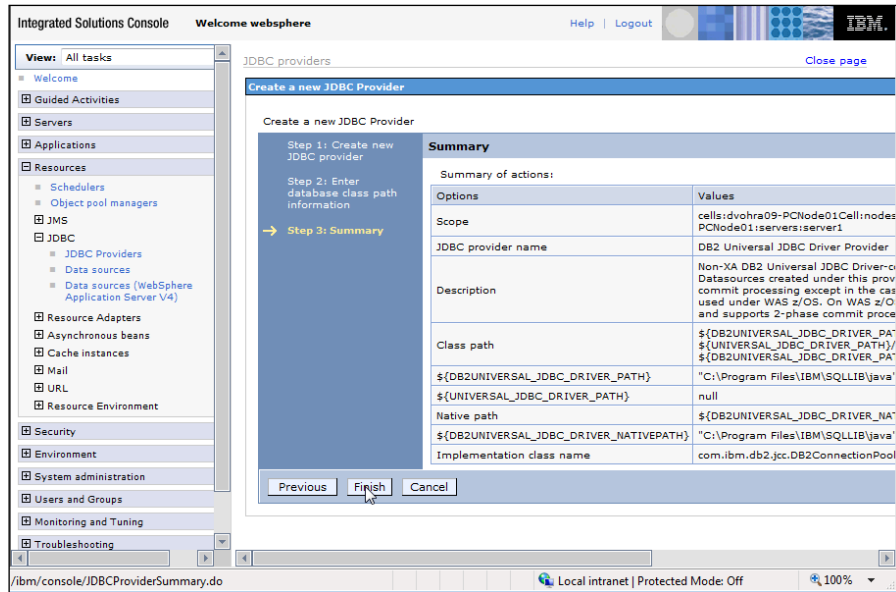 Integrated Solutions Console Welcome websphere Help | Logout IBM.
View: All tasks
Welcome
Guided Activities
Servers
Applications
Resources
Schedulers
Object pool managers
JMS
JDBC
JDBC Providers
Data sources
Data sources (WebSphere
Application Server V4)
Resource Adapters
Asynchronous beans
Cache instances
Mail
URL
Resource Environment
Security
Environment
System administration
Users and Groups
Monitoring and Tuning
Troubleshooting
JDBC providers Close page
Create a new JDBC Provider
Create a new JDBC Provider
Step 1: Create new
JDBC provider
Step 2: Enter
database class path
information
Step 3: Summary
Summary
Summary of actions:
Options Values
Scope cells:dvohra09-PCNode01Cell:nodes
PCNode01:servers:server1
JDBC provider name DB2 Universal JDBC Driver Provider
Description Non-XA DB2 Universal JDBC Driver-co
Datasources created under this prov
commit processing except in the cas
used under WAS z/OS. On WAS z/O
and supports 2-phase commit proce
Class path ${DB2UNIVERSAL_JDBC_DRIVER_PAT
${UNIVERSAL_JDBC_DRIVER_PATH}/
${DB2UNIVERSAL_JDBC_DRIVER_PAT
${DB2UNIVERSAL_JDBC_DRIVER_PATH} "C:\Program Files\IBM\SQLLIB\java"
${UNIVERSAL_JDBC_DRIVER_PATH} null
Native path ${DB2UNIVERSAL_JDBC_DRIVER_NAT
${DB2UNIVERSAL_JDBC_DRIVER_NATIVEPATH} "C:\Program Files\IBM\SQLLIB\java"
Implementation class name com.ibm.db2.jcc.DB2ConnectionPool
Previous Finish Cancel
/ibm/console/JDBCProviderSummary.do Local intranet | Protected Mode: Off 100%